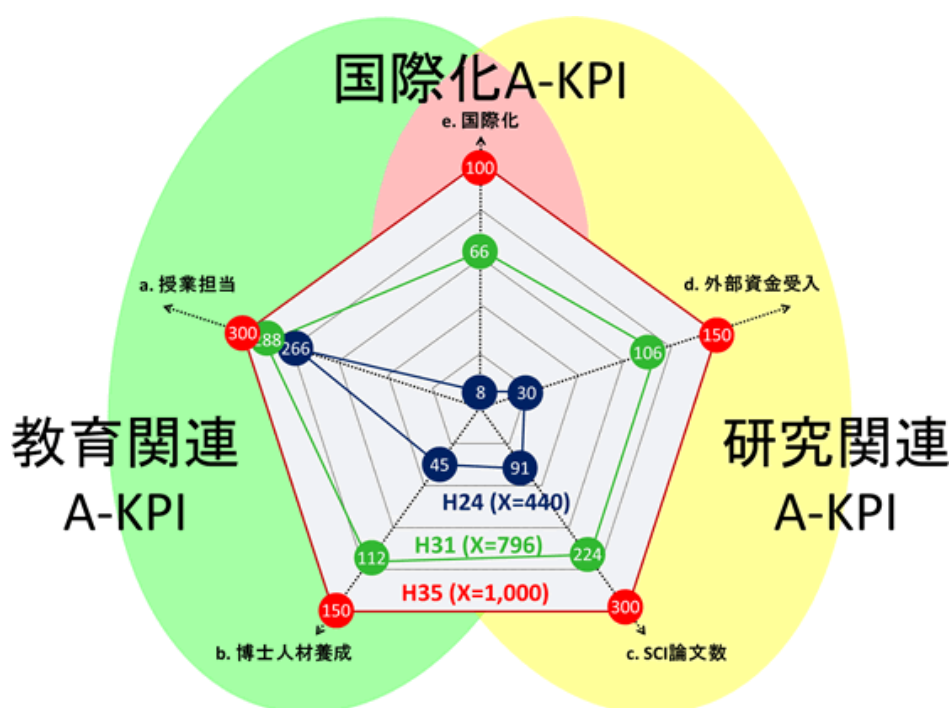 国際化A-KPI
e. 国際化
100
66
a. 授業担当
d. 外部資金受入
300
288
266
150
106
8
30
教育関連
A-KPI
研究関連
A-KPI
45
91
H24 (X=440)
H31 (X=796)
112
224
H35 (X=1,000)
150
300
b. 博士人材養成
c. SCI論文数